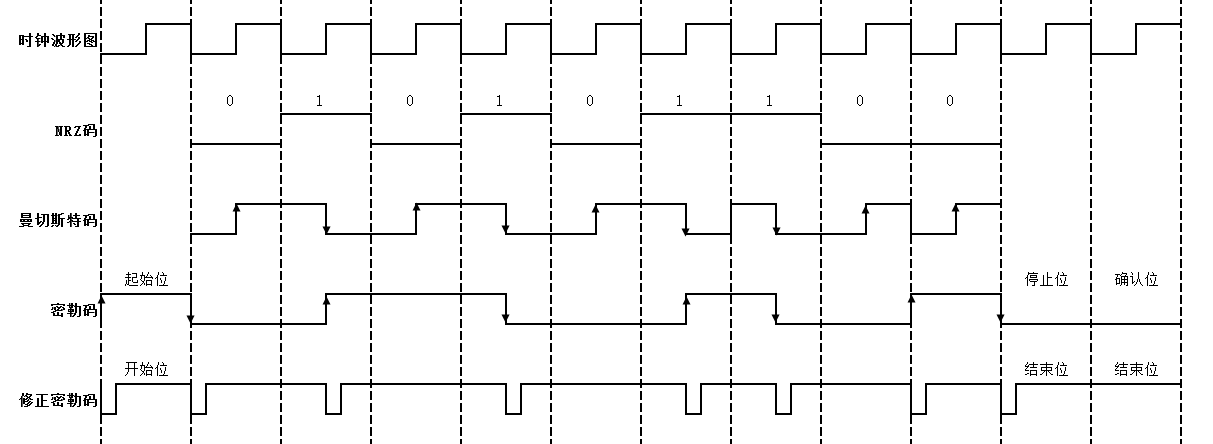 时钟波形图
0 1 0 1 0 1 1 0 0
NRZ码
曼切斯特码
起始位 停止位 确认位
密勒码
开始位 结束位 结束位
修正密勒码